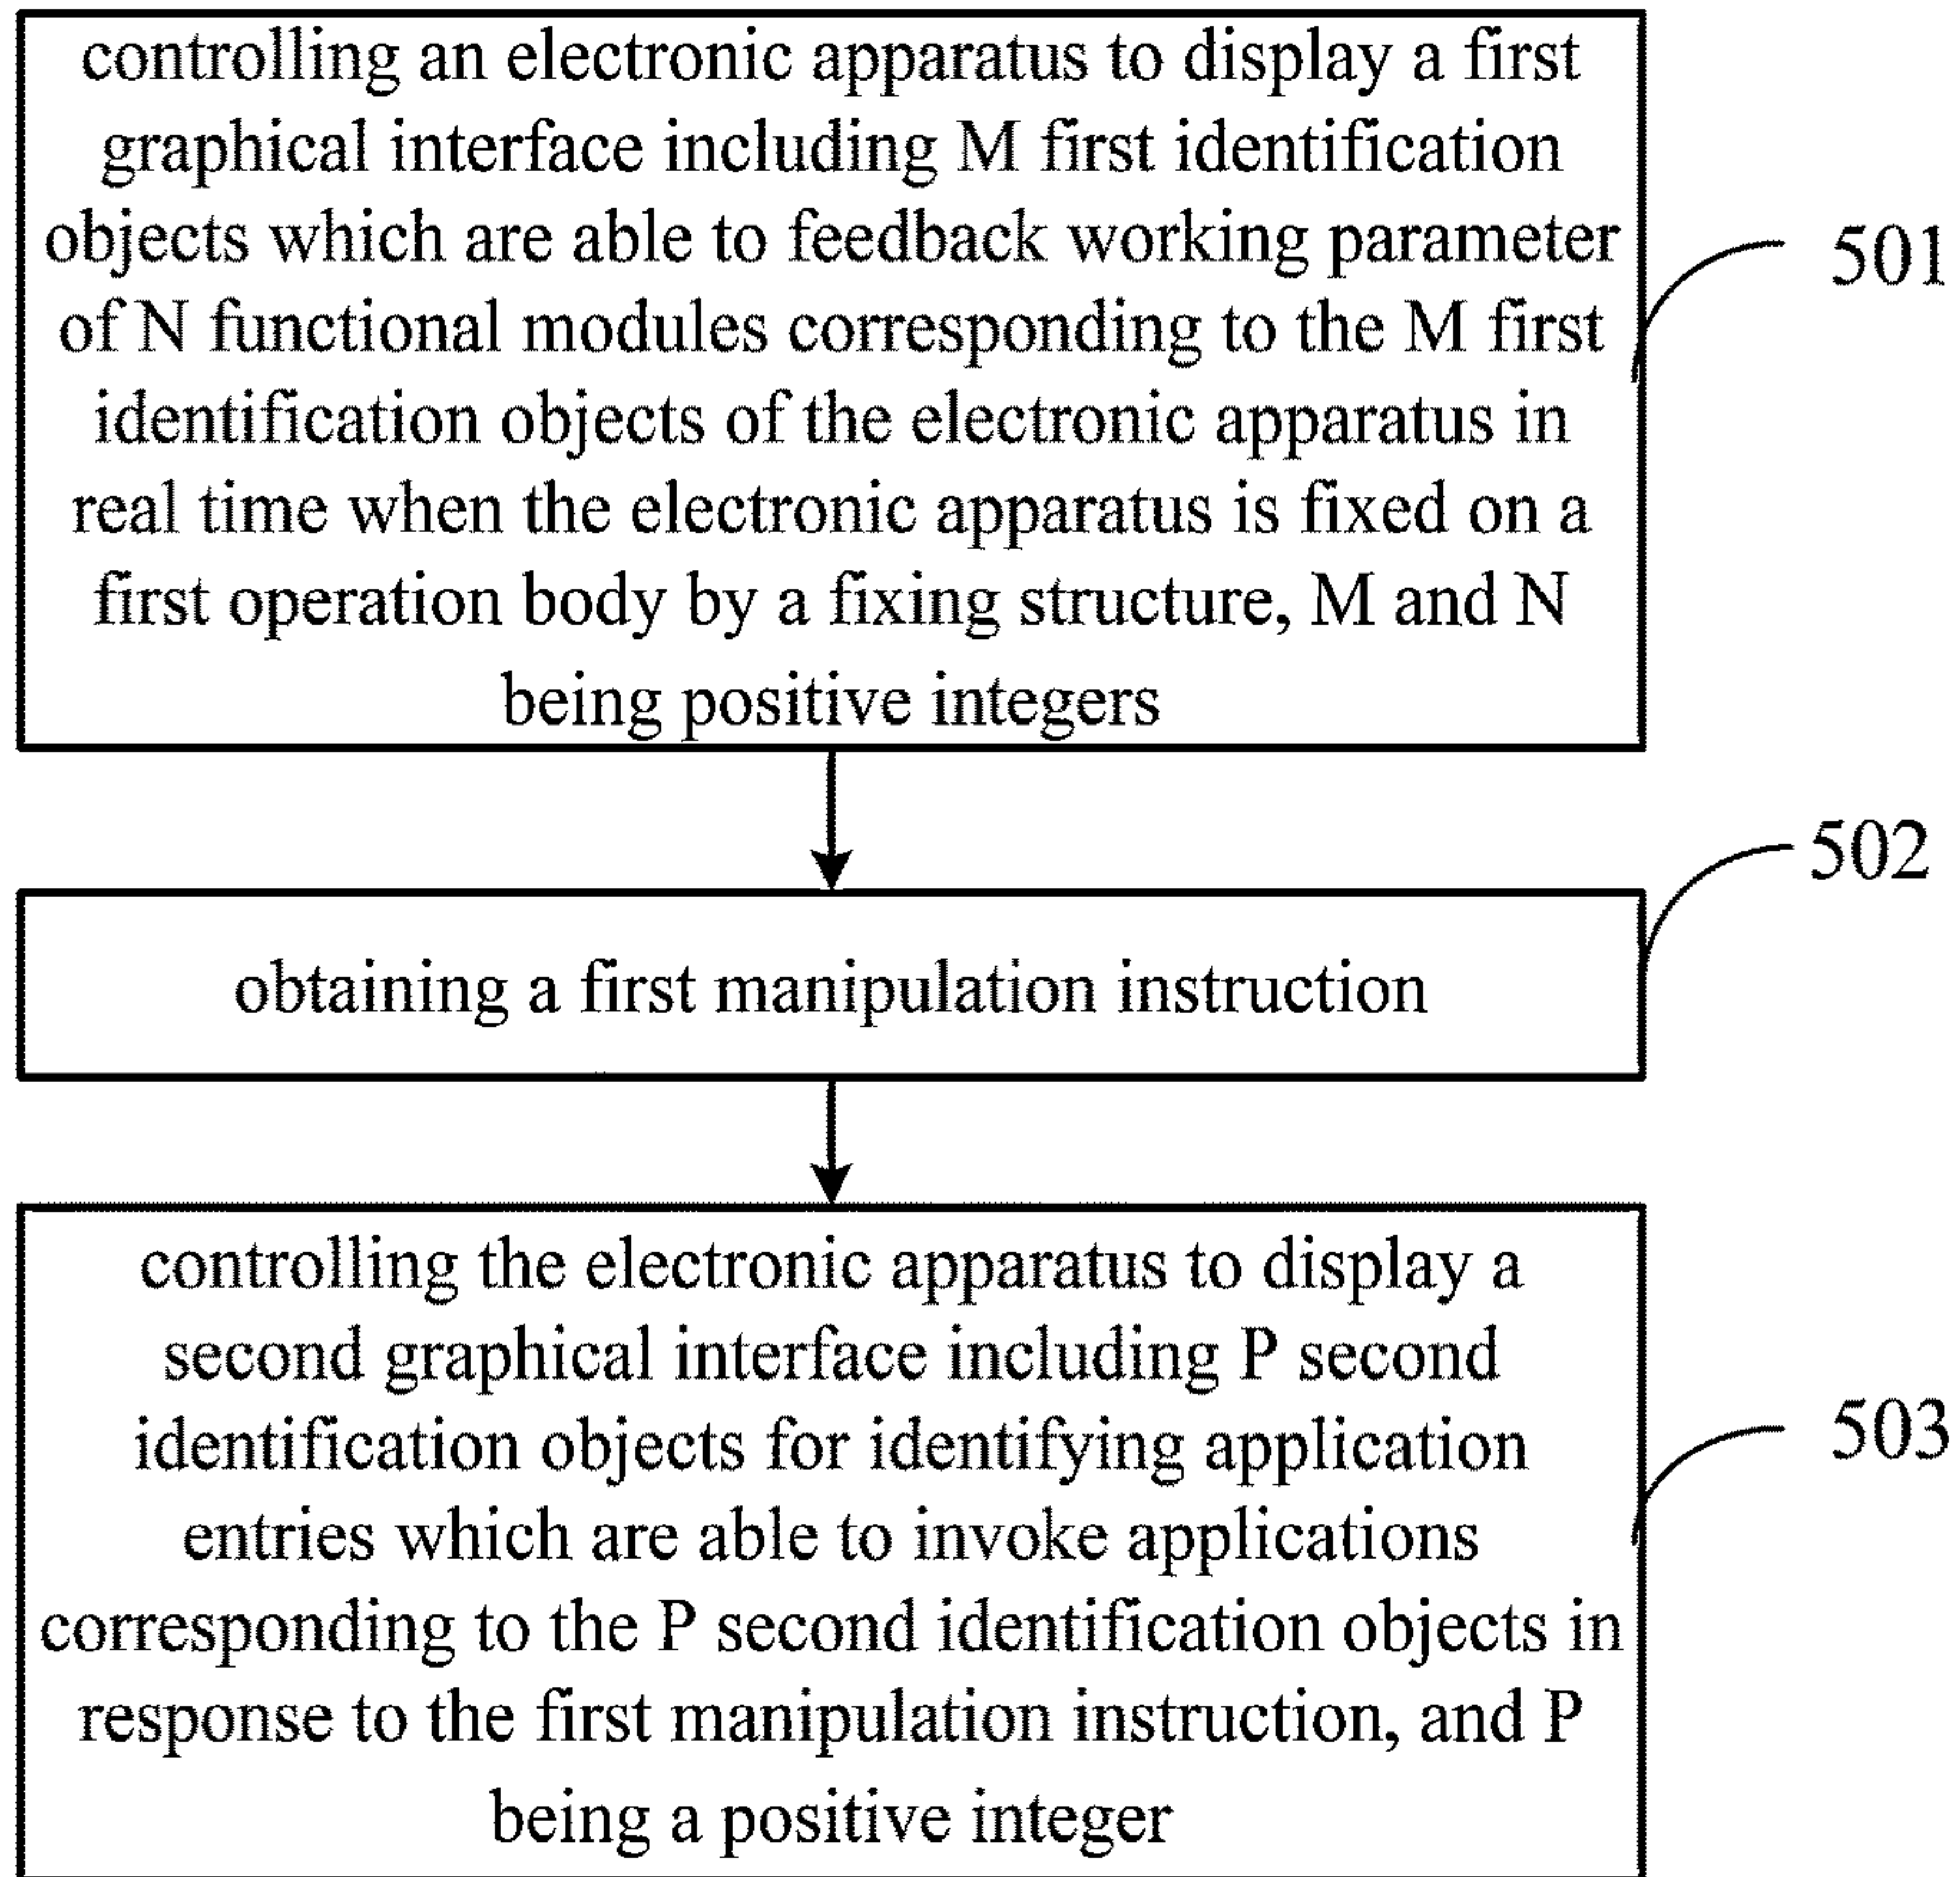 controlling an electronic apparatus to display a first
graphical interface including M first identification
objects which are able to feedback working parameter
of N functional modules corresponding to the M first
identification objects of the electronic apparatus in
real time when the electronic apparatus is fixed on a
first operation body by a fixing structure, M and N
being positive integers
501
502
obtaining a first manipulation instruction
controlling the electronic apparatus to display a
second graphical interface including P second
identification objects for identifying application
entries which are able to invoke applications
corresponding to the P second identification objects in
response to the first manipulation instruction, and P
being a positive integer
503